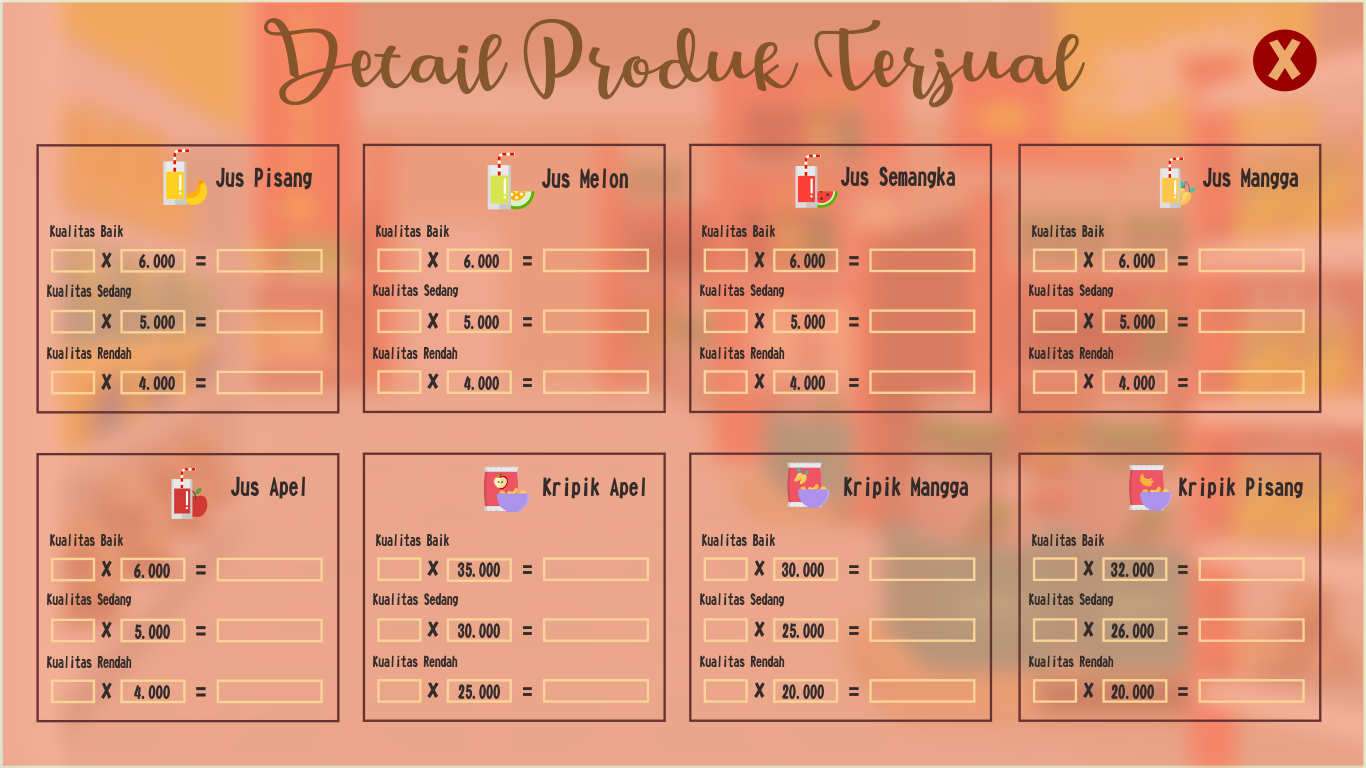 Detail Produk Terjual
X
Jus Pisang
Kualitas Baik
X 6.000 =
Kualitas Sedang
X 5.000 =
Kualitas Rendah
X 4.000 =
Jus Melon
Kualitas Baik
X 6.000 =
Kualitas Sedang
X 5.000 =
Kualitas Rendah
X 4.000 =
Jus Semangka
Kualitas Baik
X 6.000 =
Kualitas Sedang
X 5.000 =
Kualitas Rendah
X 4.000 =
Jus Mangga
Kualitas Baik
X 6.000 =
Kualitas Sedang
X 5.000 =
Kualitas Rendah
X 4.000 =
Jus Apel
Kualitas Baik
X 6.000 =
Kualitas Sedang
X 5.000 =
Kualitas Rendah
X 4.000 =
Kripik Apel
Kualitas Baik
X 35.000 =
Kualitas Sedang
X 30.000 =
Kualitas Rendah
X 25.000 =
Kripik Mangga
Kualitas Baik
X 30.000 =
Kualitas Sedang
X 25.000 =
Kualitas Rendah
X 20.000 =
Kripik Pisang
Kualitas Baik
X 32.000 =
Kualitas Sedang
X 26.000 =
Kualitas Rendah
X 20.000 =